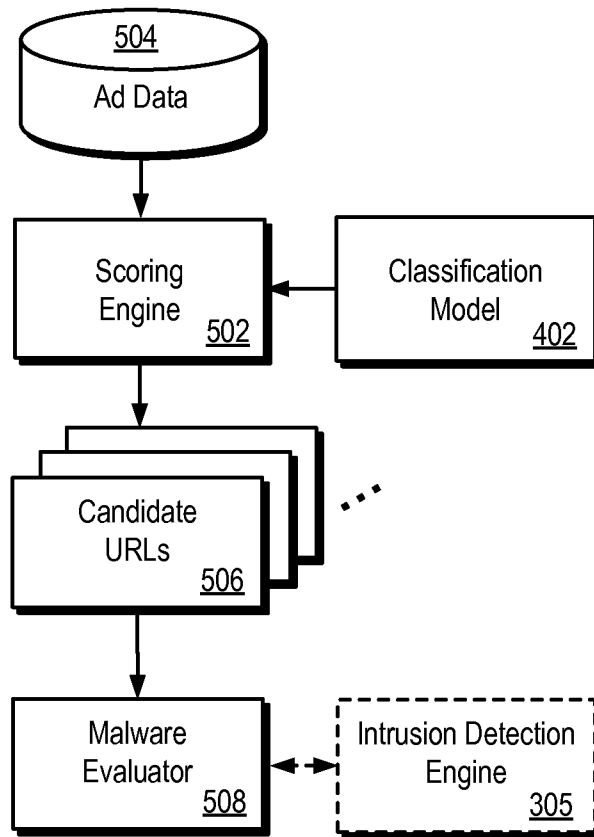 504
Ad Data
Scoring
Engine
502
Classification
Model
402
Candidate
URLs
506
Malware
Evaluator
508
Intrusion Detection
Engine
305